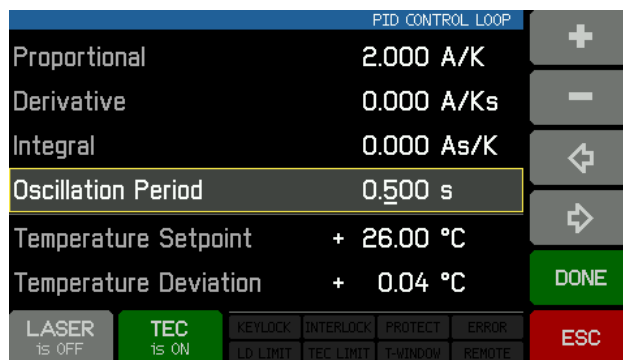 PID CONTROL LOOP
Proportional 2.000 A/K
Derivative 0.000 A/Ks
Integral 0.000 As/K
Oscillation Period 0.500 s
Temperature Setpoint + 26.00 °C
Temperature Deviation + 0.04 °C
DONE
ESC
LASER is OFF
TEC is ON
KEYLOCK INTERLOCK PROTECT ERROR
LD LIMIT TEC LIMIT T-WINDOW REMOTE